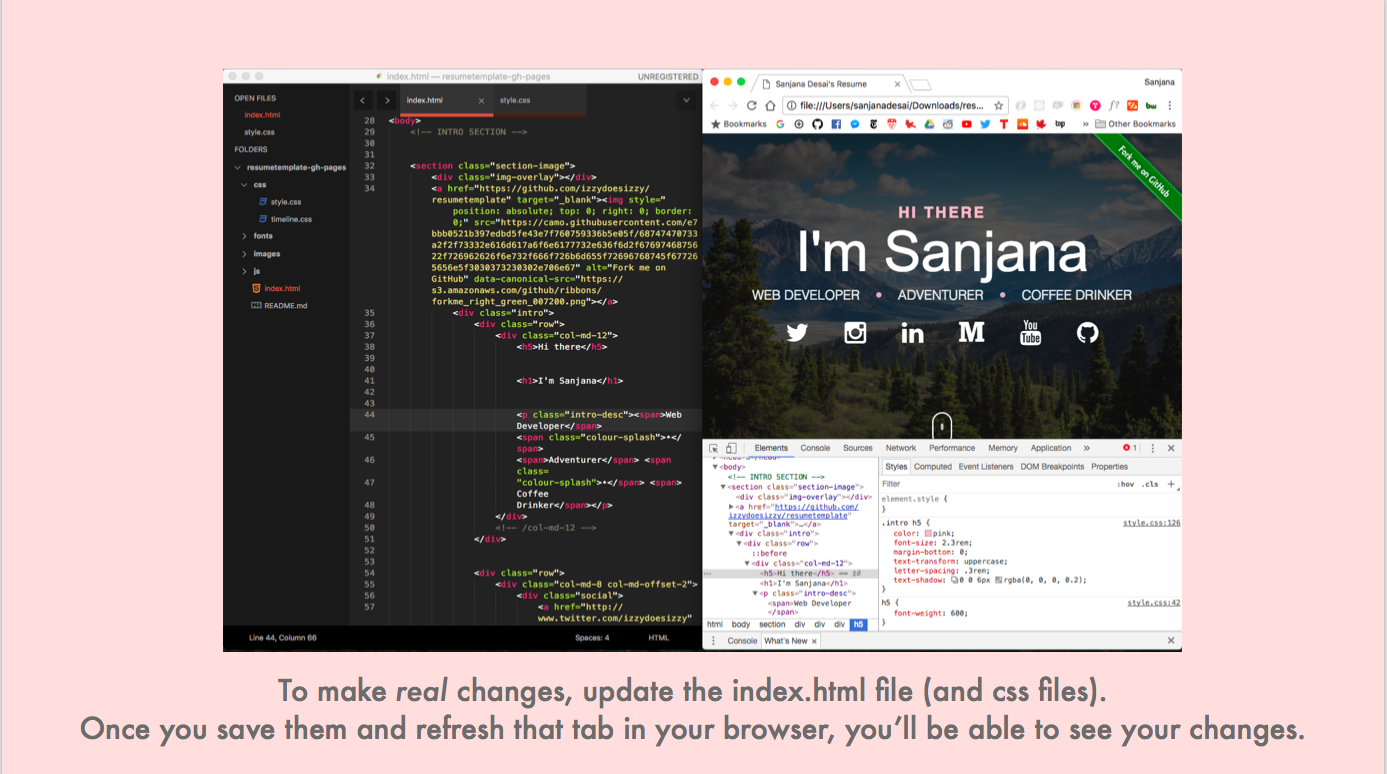 index.html — resumetemplate-gh-pages
UNREGISTERED
OPEN FILES
index.html
style.css
FOLDERS
resumetemplate-gh-pages
css
style.css
timeline.css
fonts
images
js
index.html
README.md
index.html
style.css
28 <body>
29 <!-- INTRO SECTION -->
30
31
32 <section class="section-image">
33 <div class="img-overlay"></div>
34 <a href="https://github.com/izzydoesizzy/
resumetemplate" target="_blank"><img style="
position: absolute; top: 0; right: 0; border:
0;" src="https://camo.githubusercontent.com/e7
bbb0521b397edbd5fe43e7f760759336b5e05f/68747470733
a2f2f73332e616d617a6f6e6177732e636f6d2f67697468756
22f726962626f6e732f666f726b6d655f72696768745f67726
5656e5f3030373230302e706e67" alt="Fork me on
GitHub" data-canonical-src="https://
s3.amazonaws.com/github/ribbons/
forkme_right_green_007200.png"></a>
35 <div class="intro">
36 <div class="row">
37 <div class="col-md-12">
38 <h5>Hi there</h5>
39
40
41 <h1>I'm Sanjana</h1>
42
43
44 <p class="intro-desc"><span>Web
Developer</span>
45 <span class="colour-splash">•</
span>
46 <span>Adventurer</span> <span
class=
47 "colour-splash">•</span> <span>
Coffee
48 Drinker</span></p>
49 </div>
50 <!-- /col-md-12 -->
51 </div>
52
53
54 <div class="row">
55 <div class="col-md-8 col-md-offset-2">
56 <div class="social">
57 <a href="http://
www.twitter.com/izzydoesizzy"
Line 44, Column 66
Spaces: 4
HTML
Sanjana Desai's Resume
Sanjana
file:///Users/sanjanadesai/Downloads/res...
Bookmarks
Other Bookmarks
Fork me on GitHub
HI THERE
I'm Sanjana
WEB DEVELOPER • ADVENTURER • COFFEE DRINKER
in M You Tube
Elements Console Sources Network Performance Memory Application » 1
<body>
<!-- INTRO SECTION -->
<section class="section-image">
<div class="img-overlay"></div>
<a href="https://github.com/
izzydoesizzy/resumetemplate"
target="_blank">…</a>
<div class="intro">
<div class="row">
::before
<div class="col-md-12">
<h5>Hi there</h5> == $0
<h1>I'm Sanjana</h1>
<p class="intro-desc">
<span>Web Developer
</span>
html body section div div div h5
Styles Computed Event Listeners DOM Breakpoints Properties
Filter :hov .cls +
element.style {
}
.intro h5 { style.css:126
color: pink;
font-size: 2.3rem;
margin-bottom: 0;
text-transform: uppercase;
letter-spacing: .3rem;
text-shadow: 0 0 6px rgba(0, 0, 0, 0.2);
}
h5 { style.css:42
font-weight: 600;
}
Console What's New
To make real changes, update the index.html file (and css files).
Once you save them and refresh that tab in your browser, you'll be able to see your changes.